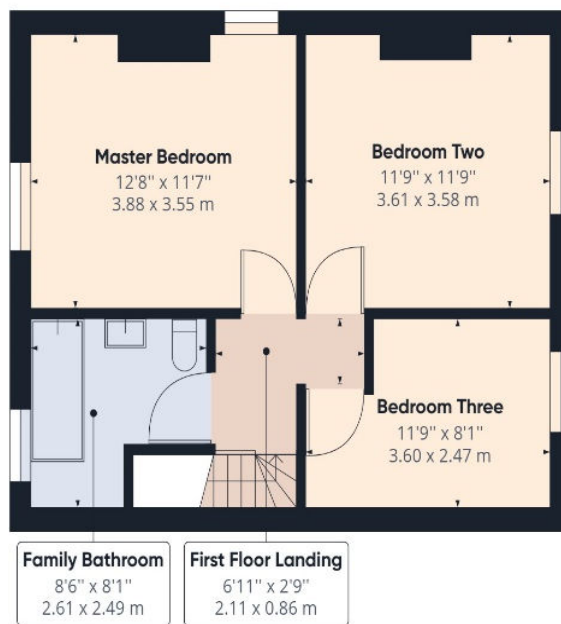 Master Bedroom
12'8" x 11'7"
3.88 x 3.55 m
Bedroom Two
11'9" x 11'9"
3.61 x 3.58 m
Bedroom Three
11'9" x 8'1"
3.60 x 2.47 m
Family Bathroom
8'6" x 8'1"
2.61 x 2.49 m
First Floor Landing
6'11" x 2'9"
2.11 x 0.86 m